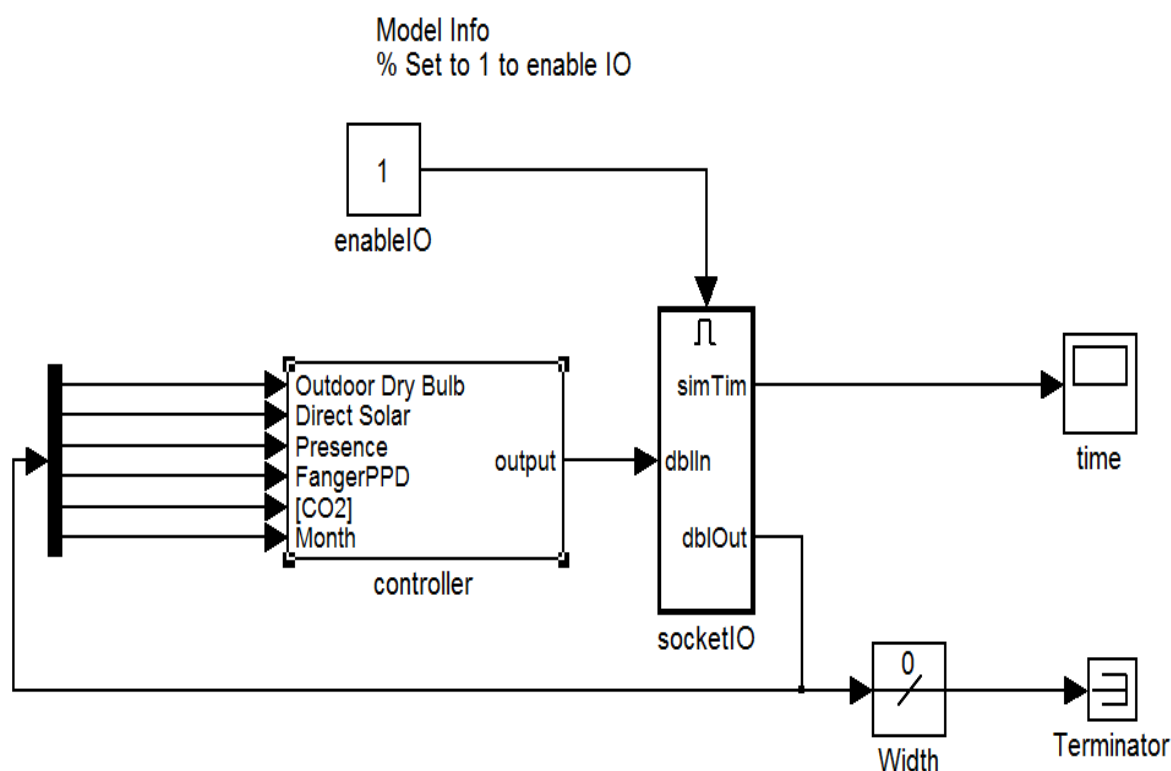 Model Info
% Set to 1 to enable IO
1
enableIO
Outdoor Dry Bulb
Direct Solar
Presence
FangerPPD
[CO2]
Month
output
controller
simTim
dblIn
dblOut
socketIO
time
0
Width
Terminator